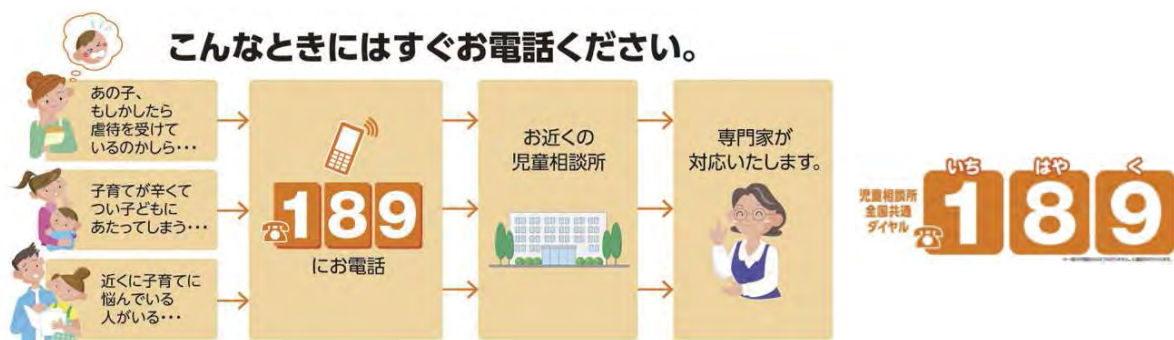 こんなときにはすぐお電話ください。
あの子、
もしかしたら
虐待を受けて
いるのかしら・・・
子育てが辛くて
つい子どもに
あたってしまう・・・
近くに子育てに
悩んでいる
人がいる・・・
189
にお電話
お近くの
児童相談所
専門家が
対応いたします。
児童相談所
全国共通
ダイヤル
いち はや く
189